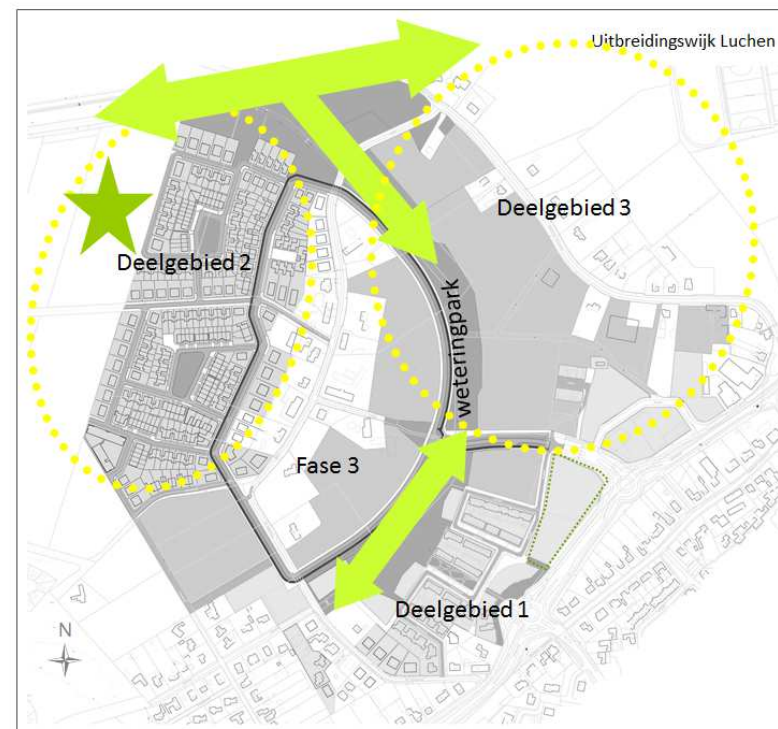 Uitbreidingswijk Luchen
Deelgebied 3
Deelgebied 2
weteringpark
Fase 3
Deelgebied 1
N